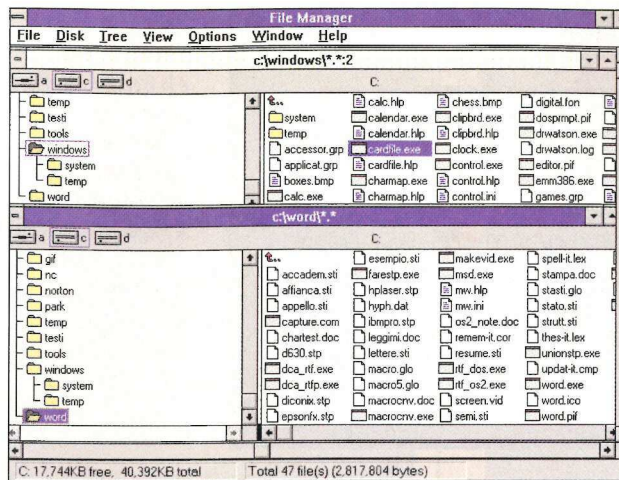 File Manager
File Disk Tree View Options Window Help
c:\windows\*.*:2
a c d C:
temp
testi
tools
windows
system
temp
word
system
temp
accessor.grp
applicat.grp
boxes.bmp
calc.exe
calc.hlp
calendar.exe
calendar.hlp
cardfile.exe
cardfile.hlp
charmap.exe
charmap.hlp
chess.bmp
clipbrd.exe
clipbrd.hlp
clock.exe
control.exe
control.hlp
control.ini
digital.fon
dosprmpt.pif
drwatson.exe
drwatson.log
editor.pif
emm386.exe
games.grp
c:\word\*.*
a c d C:
gif
nc
norton
park
temp
testi
tools
windows
system
temp
word
accadem.sti
affianca.sti
appello.sti
capture.com
chartest.doc
d630.stp
dca_rtf.exe
dca_rtfp.exe
diconix.stp
epsonfx.stp
esempio.sti
farestp.exe
hplaser.stp
hyph.dat
ibmpro.stp
leggimi.doc
lettere.sti
macro.glo
macro5.glo
macrocnv.doc
macrocnv.exe
makevid.exe
msd.exe
mw.hlp
mw.ini
os2_note.doc
remem-it.cor
resume.sti
rtf_dos.exe
rtf_os2.exe
screen.vid
semi.sti
spell-it.lex
stampa.doc
stasti.glo
stato.sti
strutt.sti
thes-it.lex
unionstp.exe
updat-it.cmp
word.exe
word.ico
word.pif
C: 17,744KB free, 40,392KB total Total 47 file(s) (2,817,804 bytes)